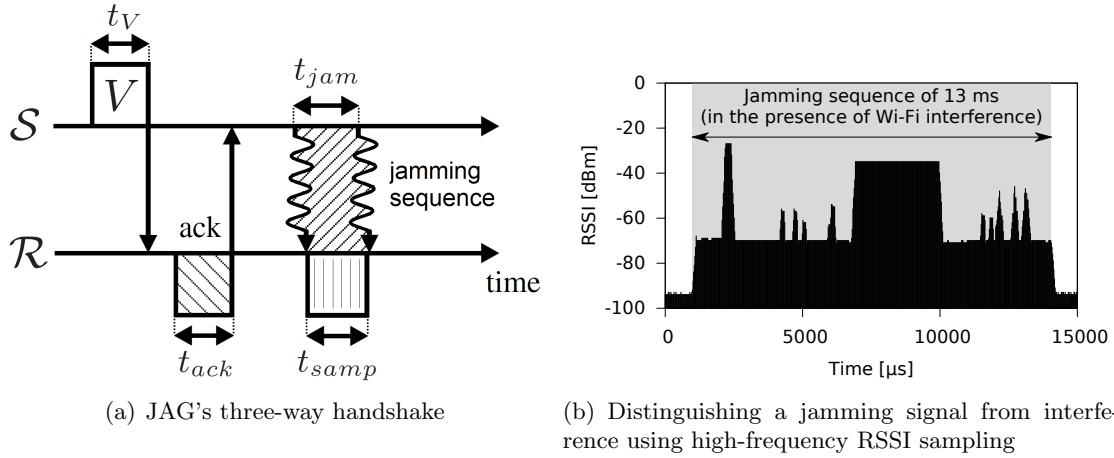 t_V
V
t_jam
S
jamming
sequence
ack
R
time
t_ack
t_samp
(a) JAG's three-way handshake
0
-20
-40
-60
-80
-100
RSSI [dBm]
Jamming sequence of 13 ms
(in the presence of Wi-Fi interference)
0 5000 10000 15000
Time [µs]
(b) Distinguishing a jamming signal from interfe-
rence using high-frequency RSSI sampling